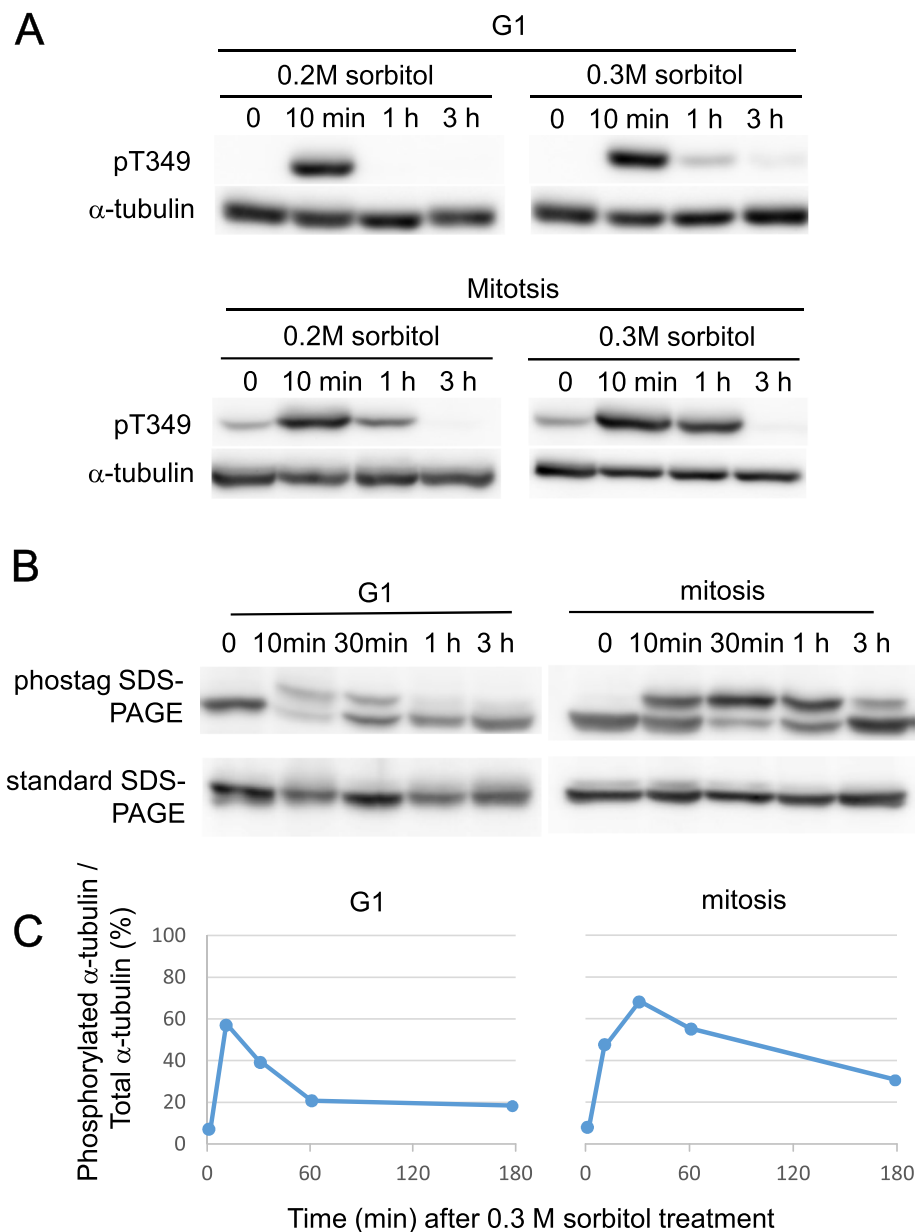 A
G1
0.2M sorbitol 0.3M sorbitol
0 10 min 1 h 3 h 0 10 min 1 h 3 h
pT349
α-tubulin
Mitotsis
0.2M sorbitol 0.3M sorbitol
0 10 min 1 h 3 h 0 10 min 1 h 3 h
pT349
α-tubulin
B
G1 mitosis
0 10min 30min 1 h 3 h 0 10min 30min 1 h 3 h
phostag SDS-
PAGE
standard SDS-
PAGE
C
G1 mitosis
Phosphorylated α-tubulin /
Total α-tubulin (%)
100
80
60
40
20
0
0 60 120 180 0 60 120 180
Time (min) after 0.3 M sorbitol treatment